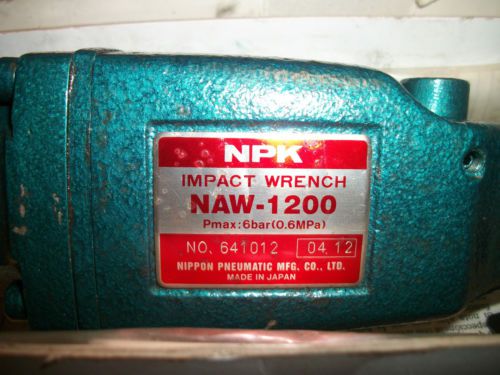 NPK
IMPACT WRENCH
NAW-1200
Pmax:6bar(0.6MPa)
NO. 641012 04.12
NIPPON PNEUMATIC MFG. CO., LTD.
MADE IN JAPAN